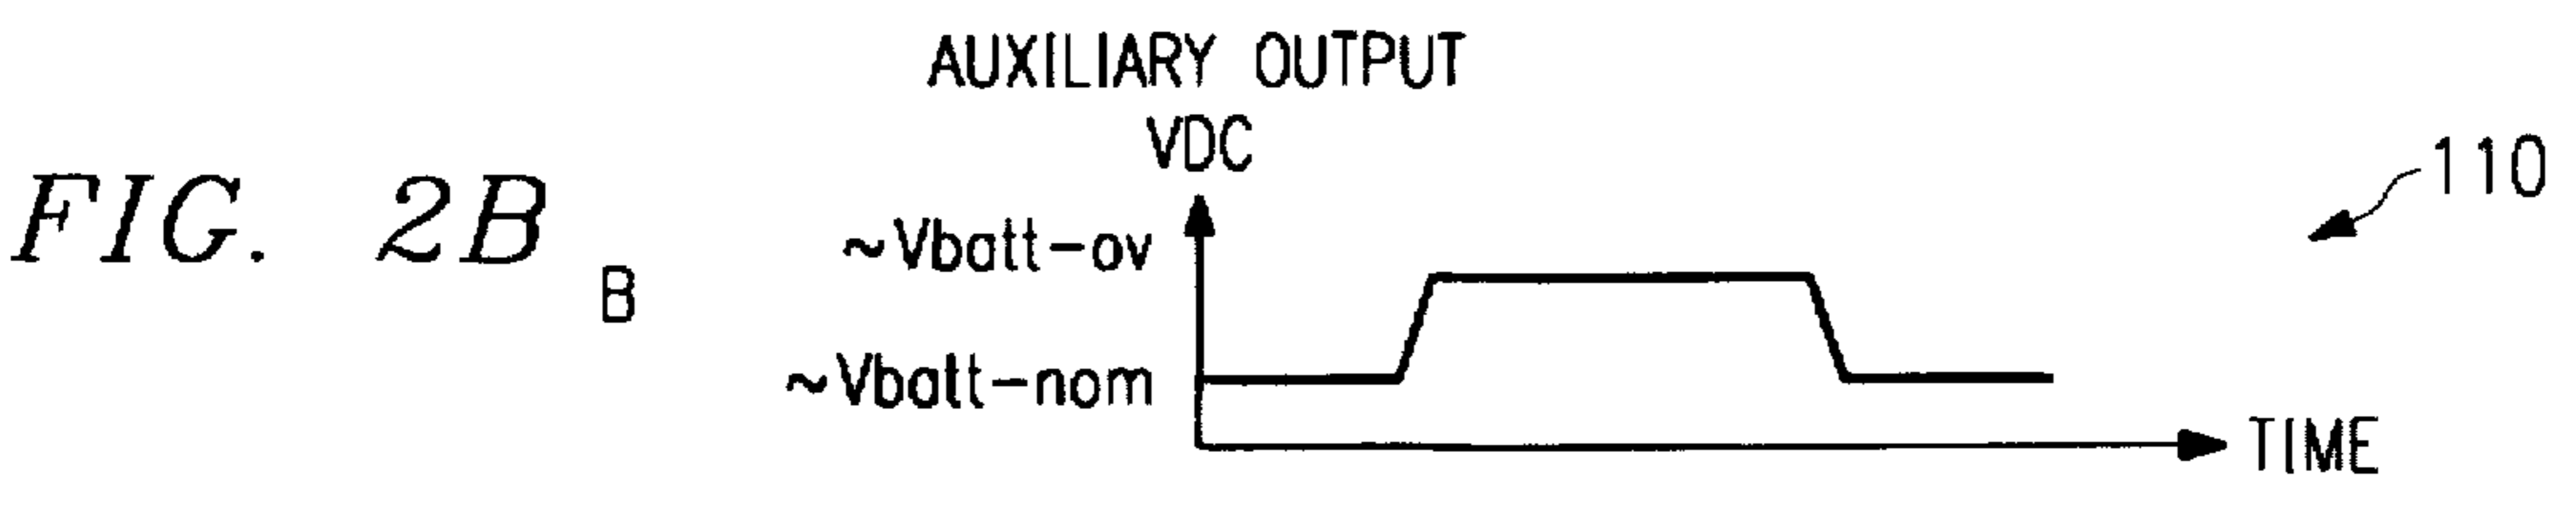 AUXILIARY OUTPUT
VDC
110
FIG. 2B
~Vbatt-ov
B
~Vbatt-nom
TIME